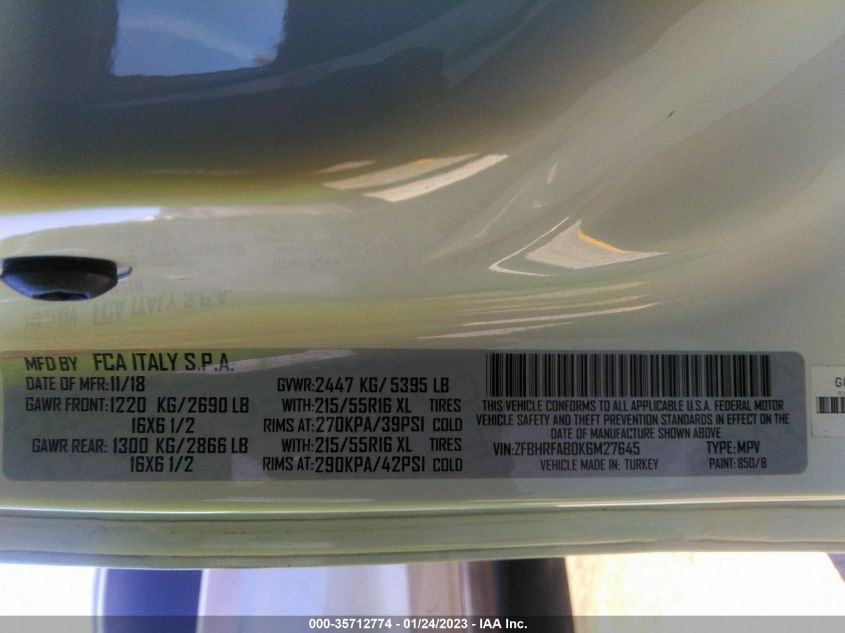 MFD BY FCA ITALY S.P.A.
DATE OF MFR:11/18 GVWR:2447 KG/5395 LB
GAWR FRONT:1220 KG/2690 LB WITH:215/55R16 XL TIRES
16X6 1/2 RIMS AT:270KPA/39PSI COLD
GAWR REAR:1300 KG/2866 LB WITH:215/55R16 XL TIRES
16X6 1/2 RIMS AT:290KPA/42PSI COLD
THIS VEHICLE CONFORMS TO ALL APPLICABLE U.S.A. FEDERAL MOTOR
VEHICLE SAFETY AND THEFT PREVENTION STANDARDS IN EFFECT ON THE
DATE OF MANUFACTURE SHOWN ABOVE
VIN:ZFBHRFAB0K6M27645 TYPE:MPV
VEHICLE MADE IN: TURKEY PAINT: 850/B
000-35712774 - 01/24/2023 - IAA Inc.